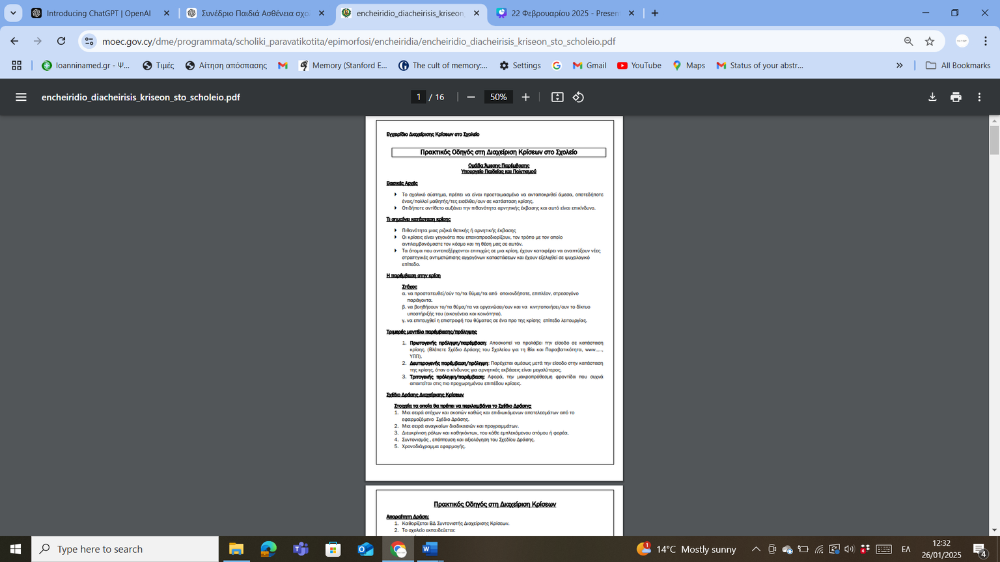 Introducing ChatGPT | OpenAI
Συνέδριο Παιδιά Ασθένεια σχο
encheiridio_diacheirisis_kriseon_
22 Φεβρουαρίου 2025 - Present
moec.gov.cy/dme/programmata/scholiki_paravatikotita/epimorfosi/encheiridia/encheiridio_diacheirisis_kriseon_sto_scholeio.pdf
Ioanninamed.gr - Ψ...
Τιμές
Αίτηση απόσπασης
Memory (Stanford E...
The cult of memory:...
Settings
Gmail
YouTube
Maps
Status of your abstr...
All Bookmarks
encheiridio_diacheirisis_kriseon_sto_scholeio.pdf
1 / 16
50%
Εγχειρίδιο Διαχείρισης Κρίσεων στο Σχολείο
Πρακτικός Οδηγός στη Διαχείριση Κρίσεων στο Σχολείο
Ομάδα Άμεσης Παρέμβασης
Υπουργείο Παιδείας και Πολιτισμού
Βασικές Αρχές
Το σχολικό σύστημα, πρέπει να είναι προετοιμασμένο να ανταποκριθεί άμεσα, οποτεδήποτε
ένας/πολλοί μαθητής/τες εισέλθει/ουν σε κατάσταση κρίσης.
Οτιδήποτε αντίθετο αυξάνει την πιθανότητα αρνητικής έκβασης και αυτό είναι επικίνδυνο.
Τι σημαίνει κατάσταση κρίσης
Πιθανότητα μιας ριζικά θετικής ή αρνητικής έκβασης
Οι κρίσεις είναι γεγονότα που επαναπροσδιορίζουν, τον τρόπο με τον οποίο
αντιλαμβανόμαστε τον κόσμο και τη θέση μας σε αυτόν.
Τα άτομα που αντεπεξέρχονται επιτυχώς σε μια κρίση, έχουν καταφέρει να αναπτύξουν νέες
στρατηγικές αντιμετώπισης αγχογόνων καταστάσεων και έχουν εξελιχθεί σε ψυχολογικό
επίπεδο.
Η παρέμβαση στην κρίση
Στόχοι:
α. να προστατευθεί/ούν το/τα θύμα/τα από οποιονδήποτε, επιπλέον, στρεσογόνο
παράγοντα.
β. να βοηθήσουν το/τα θύμα/τα να οργανώσει/ουν και να κινητοποιήσει/ουν το δίκτυο
υποστήριξής του (οικογένεια και κοινότητα).
γ. να επιτευχθεί η επιστροφή του θύματος σε ένα προ της κρίσης επίπεδο λειτουργίας.
Τριμερές μοντέλο παρέμβασης/πρόληψης
1. Πρωτογενής πρόληψη/παρέμβαση: Αποσκοπεί να προλάβει την είσοδο σε κατάσταση
κρίσης. (Βλέπετε Σχέδιο Δράσης του Σχολείου για τη Βία και Παραβατικότητα, www.....,
ΥΠΠ).
2. Δευτερογενής παρέμβαση/πρόληψη: Παρέχεται αμέσως μετά την είσοδο στην κατάσταση
της κρίσης, όταν ο κίνδυνος για αρνητικές εκβάσεις είναι μεγαλύτερος.
3. Τριτογενής πρόληψη/παρέμβαση: Αφορά, την μακροπρόθεσμη φροντίδα που συχνά
απαιτείται στις πιο προχωρημένου επιπέδου κρίσεις.
Σχέδιο Δράσης Διαχείρισης Κρίσεων
Στοιχεία τα οποία θα πρέπει να περιλαμβάνει το Σχέδιο Δράσης:
1. Μια σειρά στόχων και σκοπών καθώς και επιδιωκόμενων αποτελεσμάτων από το
εφαρμοζόμενο Σχέδιο Δράσης.
2. Μια σειρά αναγκαίων διαδικασιών και προγραμμάτων.
3. Διευκρίνιση ρόλων και καθηκόντων, του κάθε εμπλεκόμενου ατόμου ή φορέα.
4. Συντονισμός , επόπτευση και αξιολόγηση του Σχεδίου Δράσης.
5. Χρονοδιάγραμμα εφαρμογής.
Πρακτικός Οδηγός στη Διαχείριση Κρίσεων
Απαραίτητη Δράση:
1. Καθορίζεται ΒΔ Συντονιστής Διαχείρισης Κρίσεων.
2. Το σχολείο εκπαιδεύεται:
Type here to search
14°C Mostly sunny
ΕΛ
12:32
26/01/2025
4